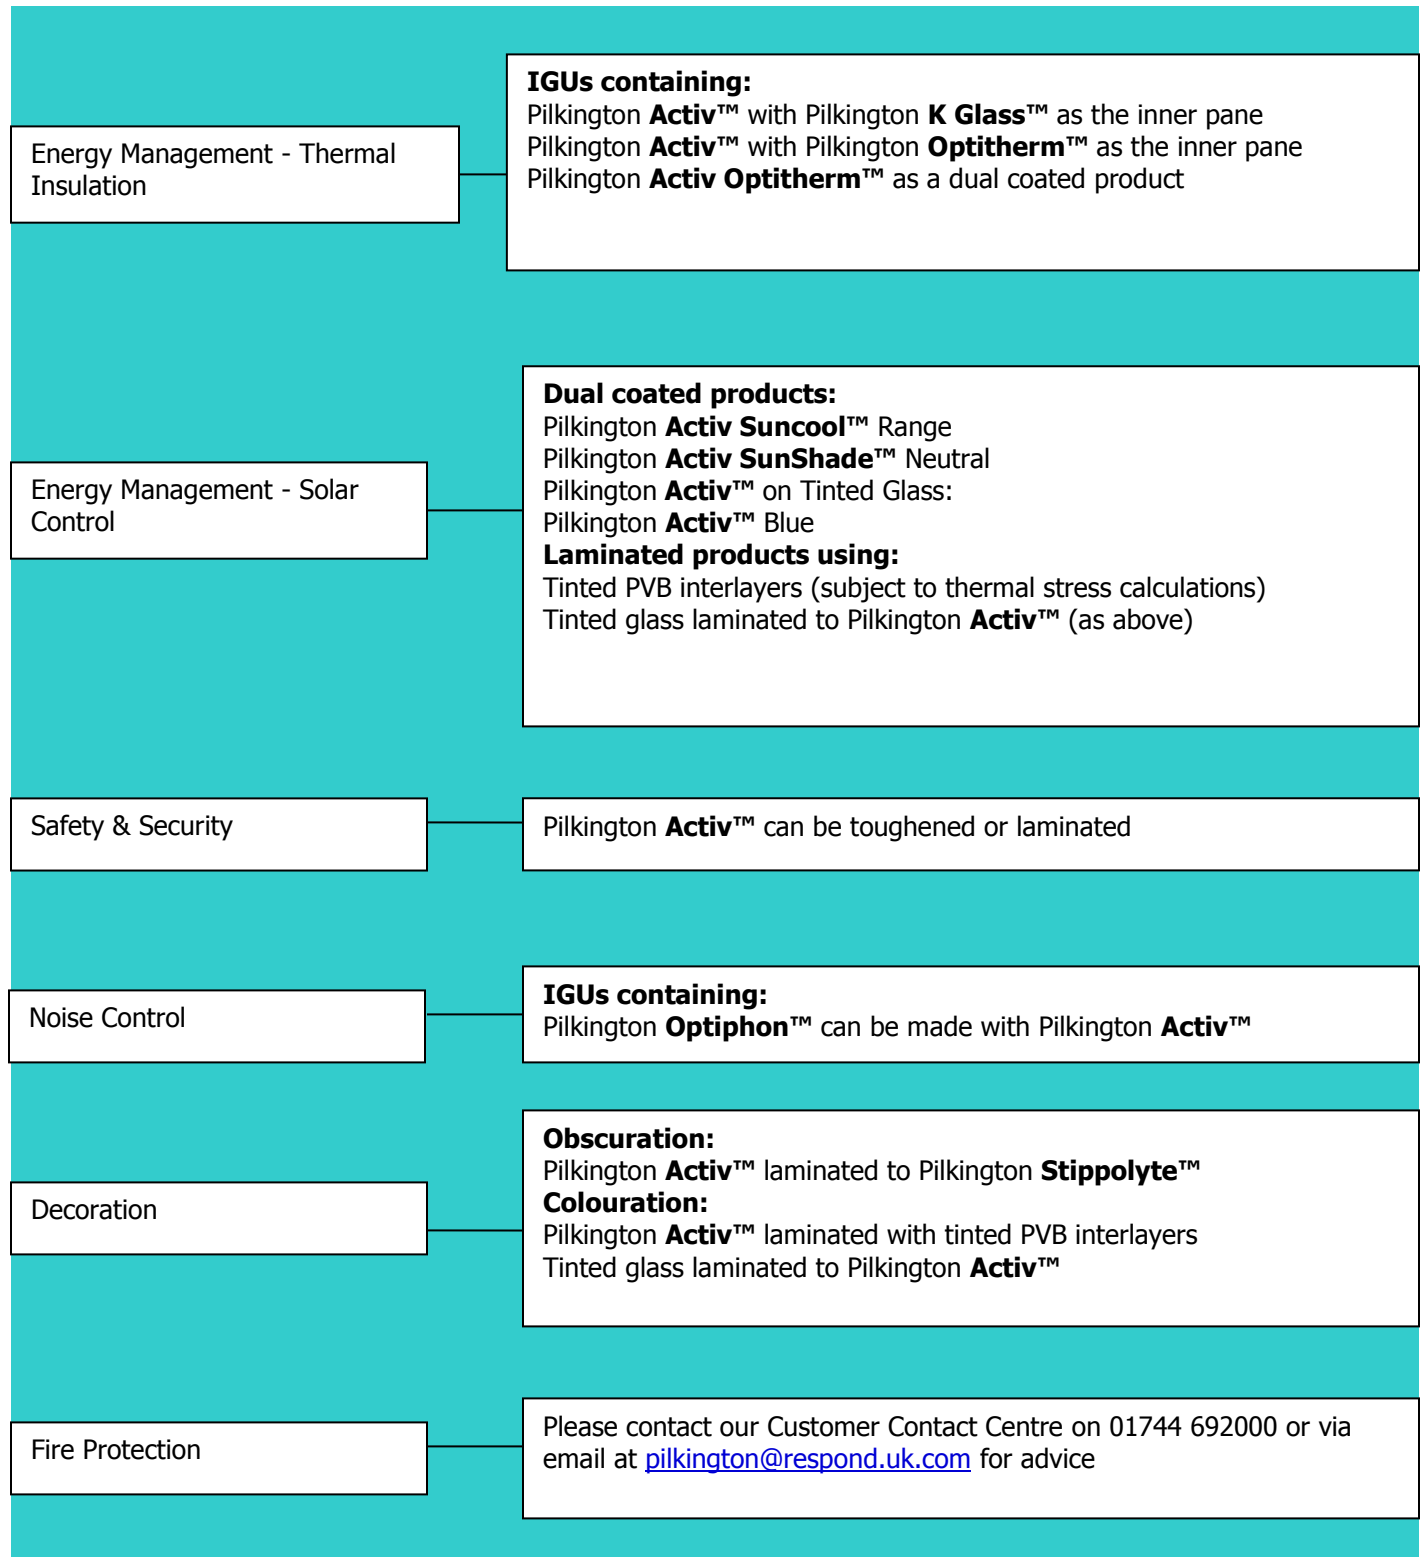 Energy Management - Thermal
Insulation
IGUs containing:
Pilkington Activ™ with Pilkington K Glass™ as the inner pane
Pilkington Activ™ with Pilkington Optitherm™ as the inner pane
Pilkington Activ Optitherm™ as a dual coated product
Energy Management - Solar
Control
Dual coated products:
Pilkington Activ Suncool™ Range
Pilkington Activ SunShade™ Neutral
Pilkington Activ™ on Tinted Glass:
Pilkington Activ™ Blue
Laminated products using:
Tinted PVB interlayers (subject to thermal stress calculations)
Tinted glass laminated to Pilkington Activ™ (as above)
Safety & Security
Pilkington Activ™ can be toughened or laminated
Noise Control
IGUs containing:
Pilkington Optiphon™ can be made with Pilkington Activ™
Decoration
Obscuration:
Pilkington Activ™ laminated to Pilkington Stippolyte™
Colouration:
Pilkington Activ™ laminated with tinted PVB interlayers
Tinted glass laminated to Pilkington Activ™
Fire Protection
Please contact our Customer Contact Centre on 01744 692000 or via
email at pilkington@respond.uk.com for advice